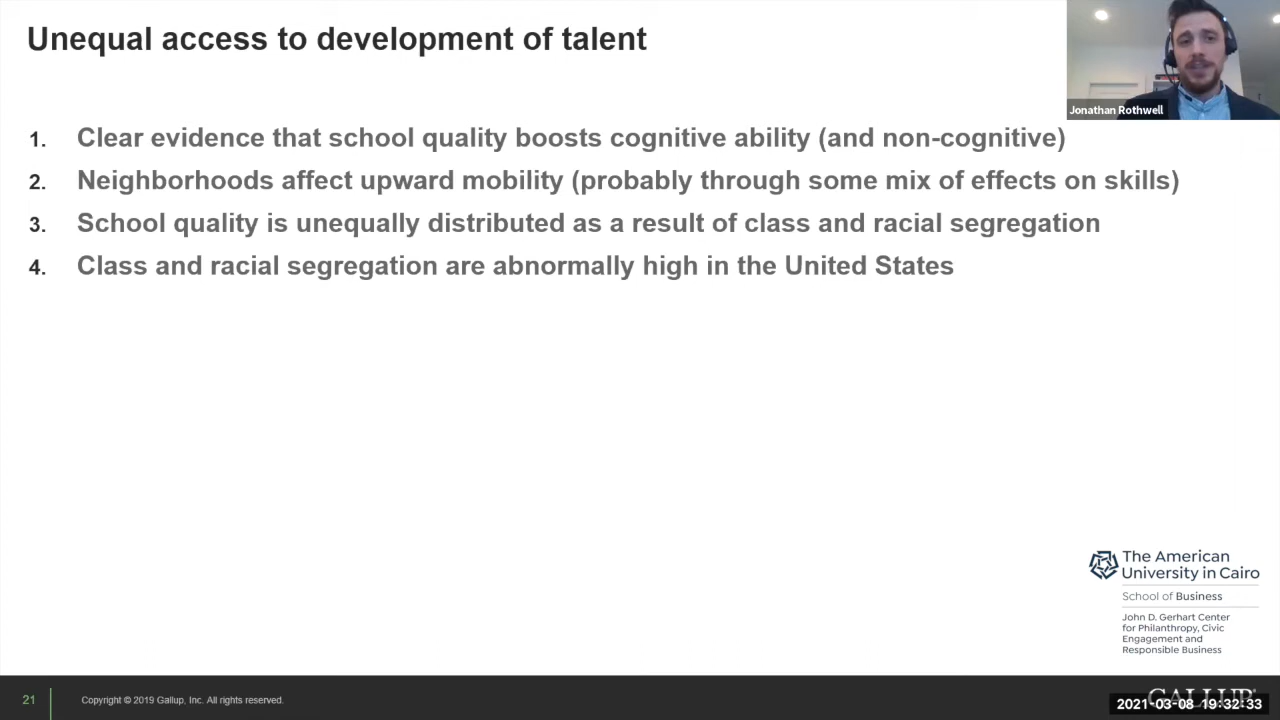 Unequal access to development of talent
Jonathan Rothwell
1. Clear evidence that school quality boosts cognitive ability (and non-cognitive)
2. Neighborhoods affect upward mobility (probably through some mix of effects on skills)
3. School quality is unequally distributed as a result of class and racial segregation
4. Class and racial segregation are abnormally high in the United States
The American
University in Cairo
School of Business
John D. Gerhart Center
for Philanthropy, Civic
Engagement and
Responsible Business
21
Copyright © 2019 Gallup, Inc. All rights reserved.
GALLUP
2021-03-08 19:32:33